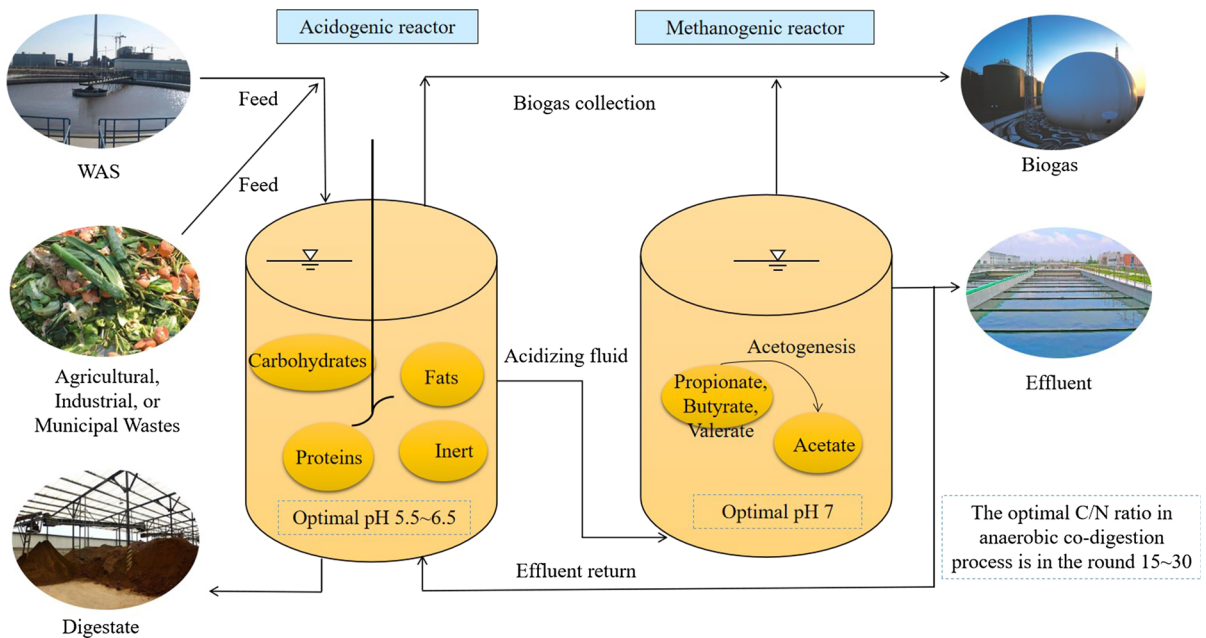 Acidogenic reactor
Methanogenic reactor
Feed
Biogas collection
WAS
Biogas
Feed
Agricultural,
Industrial, or
Municipal Wastes
Carbohydrates
Fats
Proteins
Inert
Optimal pH 5.5~6.5
Acidizing fluid
Acetogenesis
Propionate,
Butyrate,
Valerate
Acetate
Optimal pH 7
Effluent
The optimal C/N ratio in
anaerobic co-digestion
process is in the round 15~30
Effluent return
Digestate